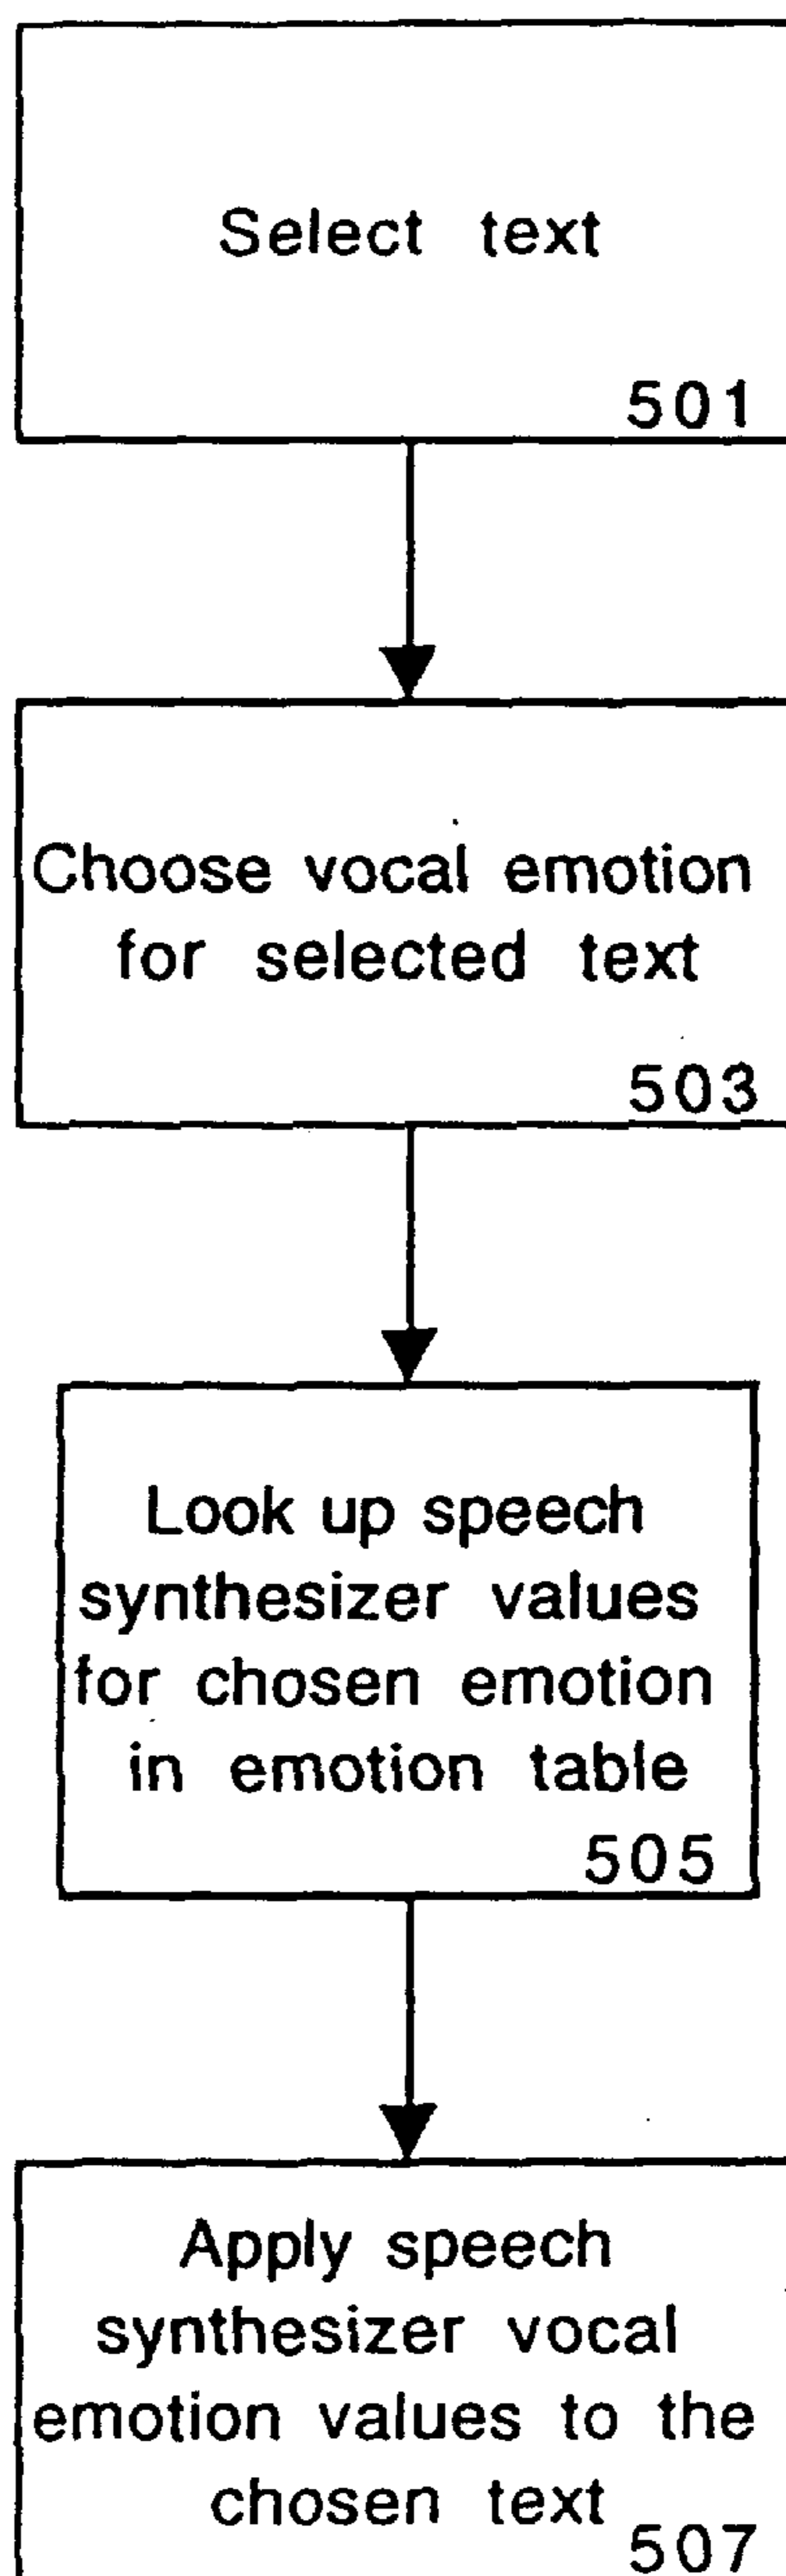 Select text
501
Choose vocal emotion
for selected text
503
Look up speech
synthesizer values
for chosen emotion
in emotion table
505
Apply speech
synthesizer vocal
emotion values to the
chosen text
507